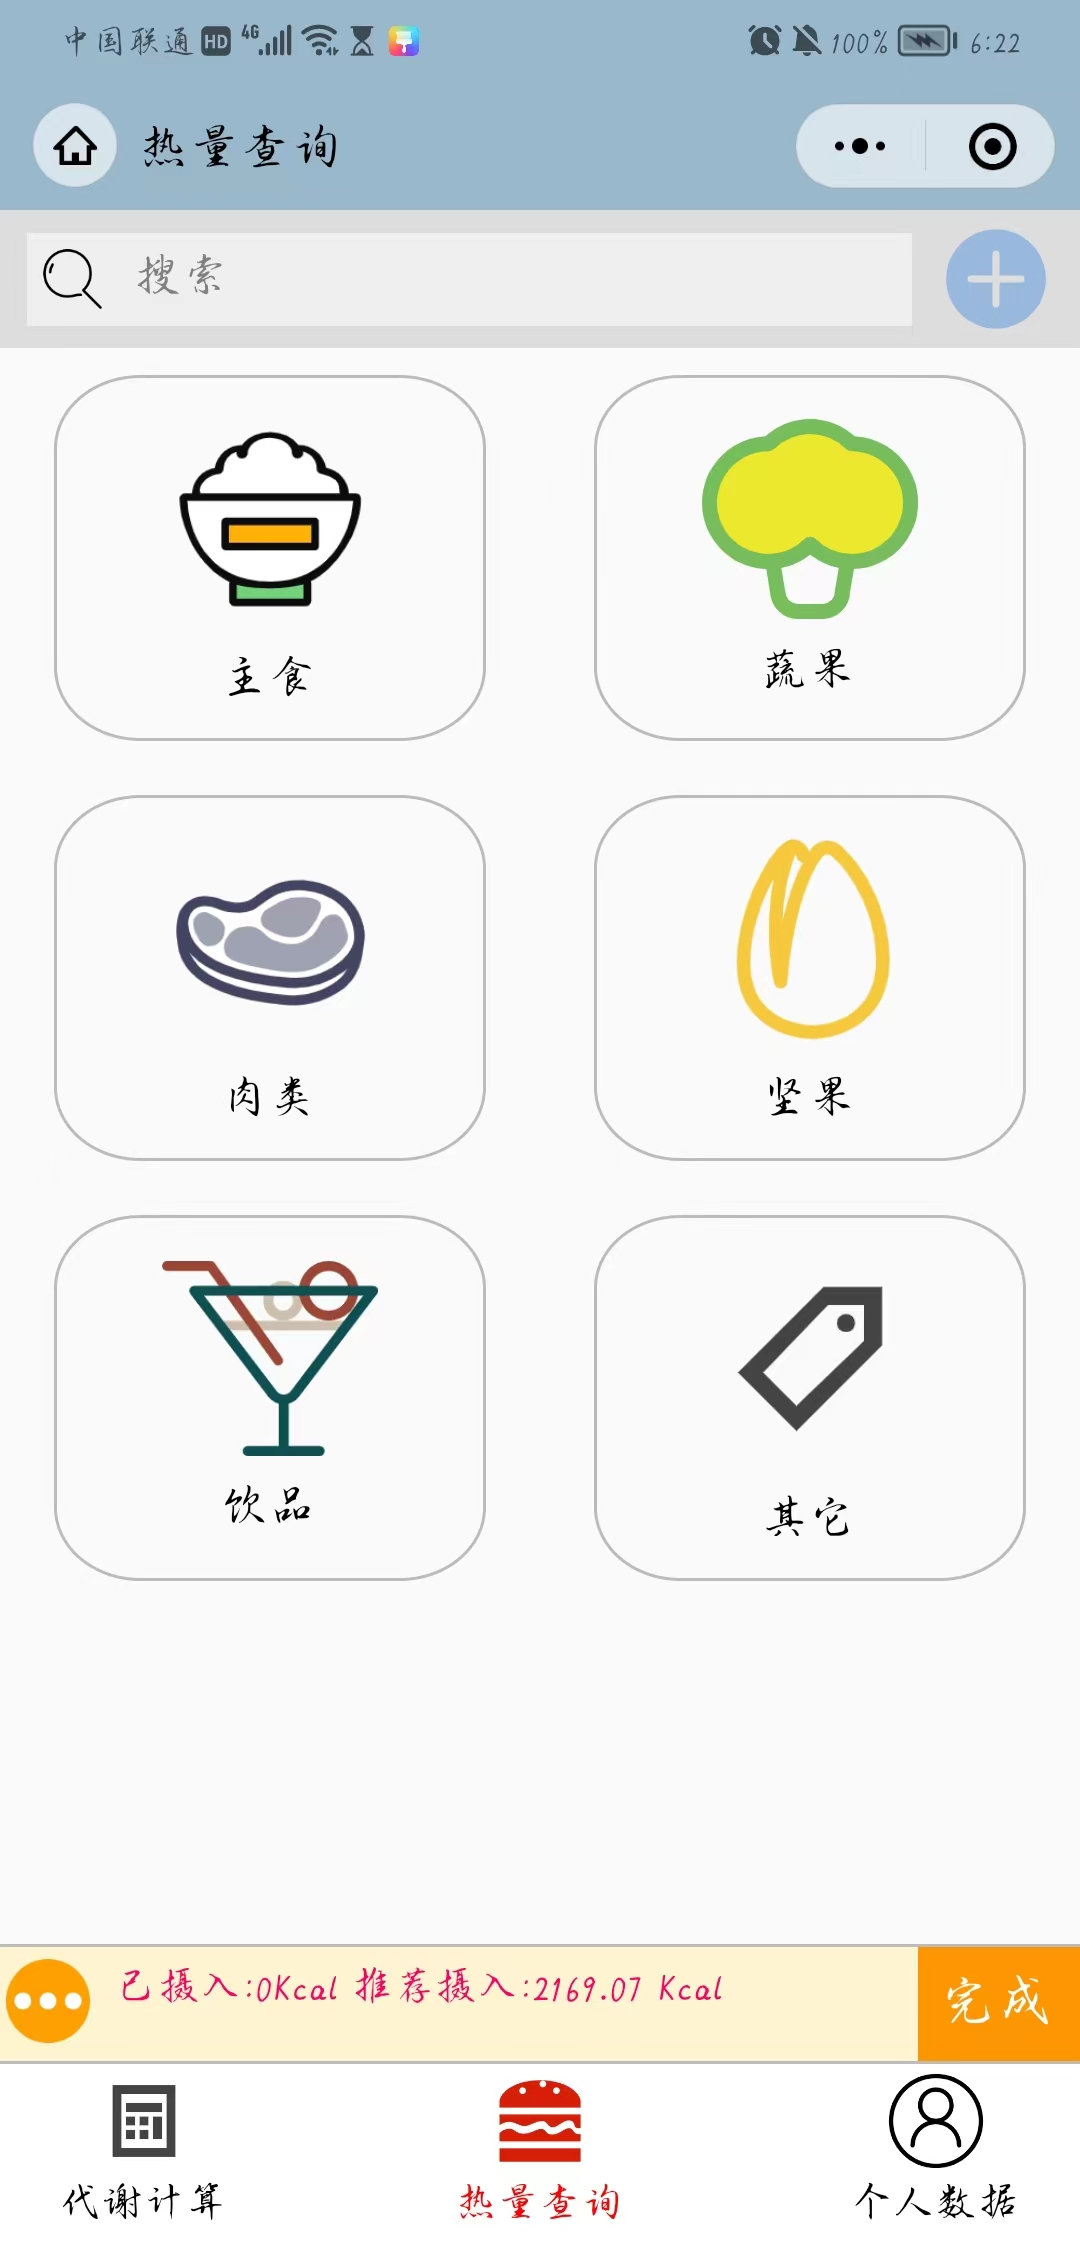 中国联通 HD 4G 100% 6:22
热量查询
搜索
主食 蔬果
肉类 坚果
饮品 其它
已摄入:0Kcal 推荐摄入:2169.07 Kcal 完成
代谢计算 热量查询 个人数据